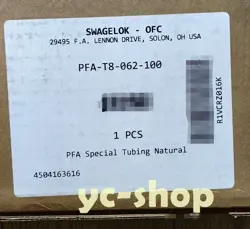 SWAGELOK - OFC
29495 F.A. LENNON DRIVE, SOLON, OH USA
PFA-T8-062-100
1 PCS
PFA Special Tubing Natural
4504163616
R1VCRZ016K
yc-shop